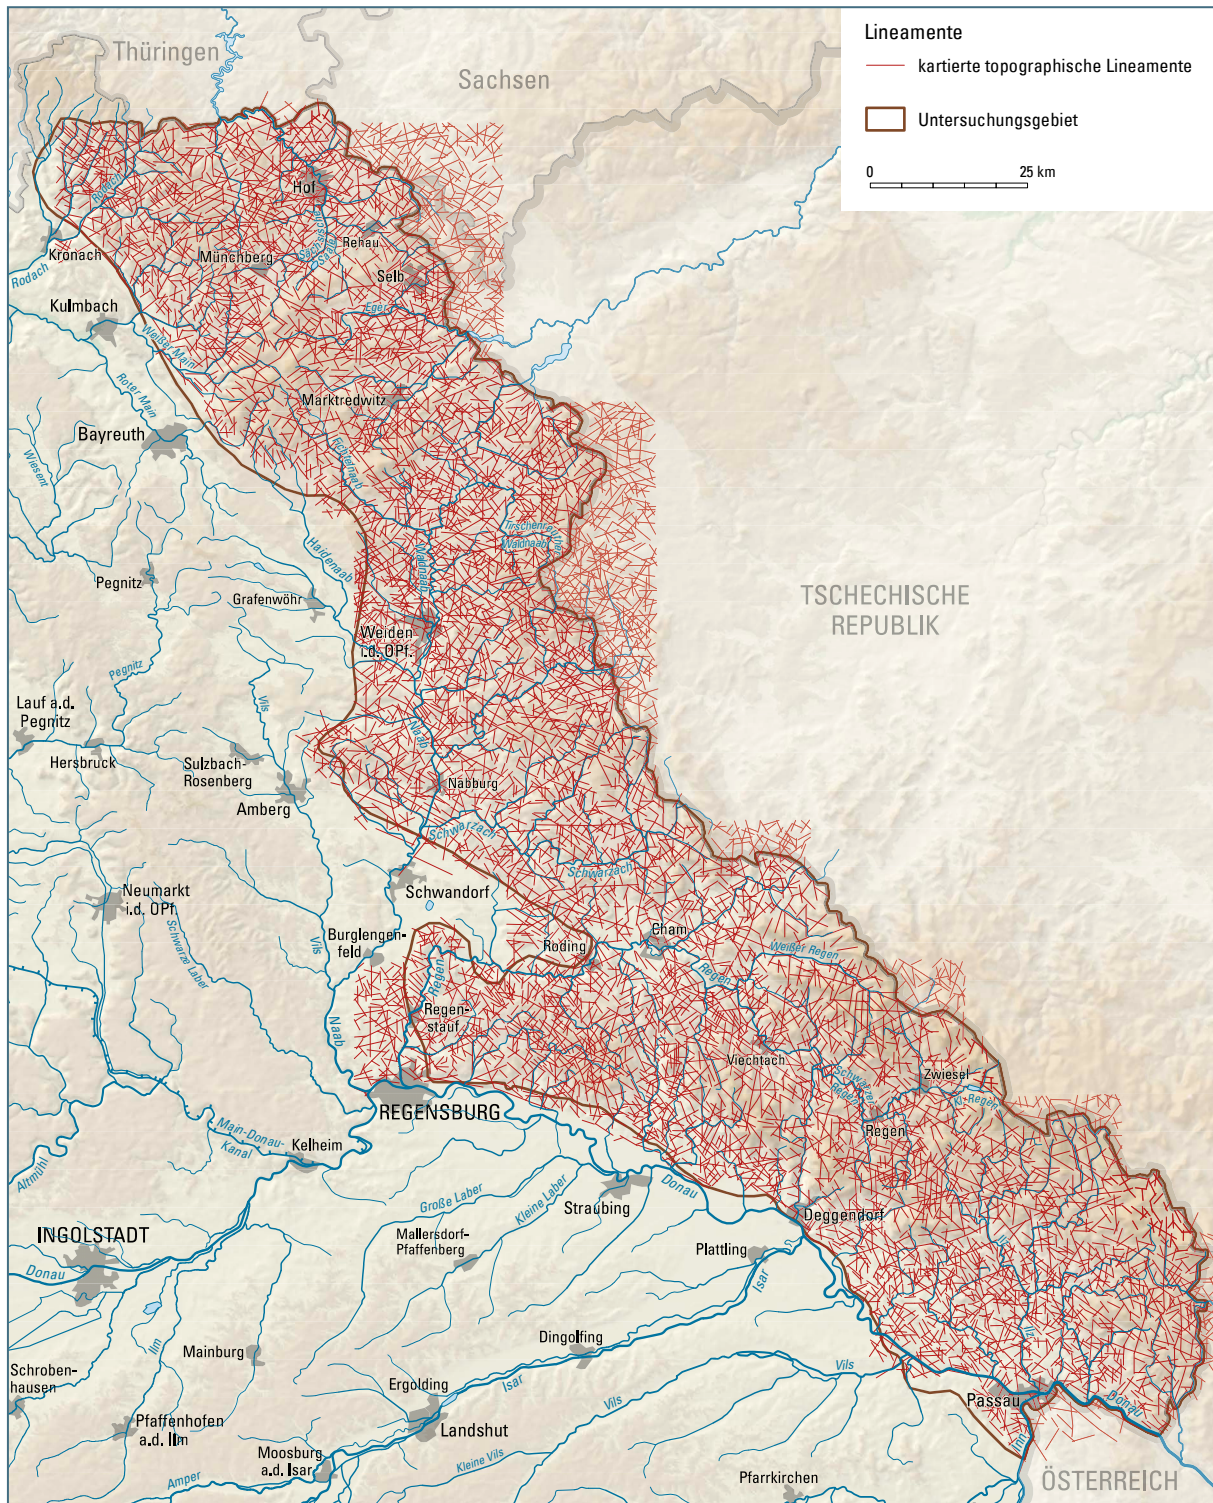 Lineamente
kartierte topographische Lineamente
Untersuchungsgebiet
0
25 km
Thüringen
Sachsen
Hof
Rodach
Sächsische
Saale
Rehau
Kronach
Münchberg
Rodach
Selb
Kulmbach
Eger
Weißer Main
Roter Main
Marktredwitz
Bayreuth
Wiesent
Fichtelnaab
Tirschenreuther
Waldnaab
Haidenaab
Waldnaab
Pegnitz
Grafenwöhr
TSCHECHISCHE
REPUBLIK
Weiden
i.d. OPf.
Pegnitz
Vils
Lauf a.d.
Pegnitz
Naab
Hersbruck
Sulzbach-
Rosenberg
Nabburg
Amberg
Schwarzach
Schwarzach
Schwandorf
Neumarkt
i.d. OPf.
Schwarze Laber
Vils
Burglengen-
feld
Roding
Cham
Weißer Regen
Regen
Regen
Regen-
stauf
Naab
Viechtach
Zwiesel
Schwarzer
Regen
Kl. Regen
REGENSBURG
Regen
Main-Donau-
Kanal
Kelheim
Altmühl
Donau
Große Laber
Kleine Laber
Straubing
Deggendorf
INGOLSTADT
Mallersdorf-
Pfaffenberg
Plattling
Ilz
Donau
Isar
Ilm
Dingolfing
Ilz
Mainburg
Vils
Schroben-
hausen
Ergolding
Isar
Vils
Passau
Donau
Pfaffenhofen
a.d. Ilm
Landshut
Inn
Moosburg
a.d. Isar
Kleine Vils
Amper
Pfarrkirchen
ÖSTERREICH